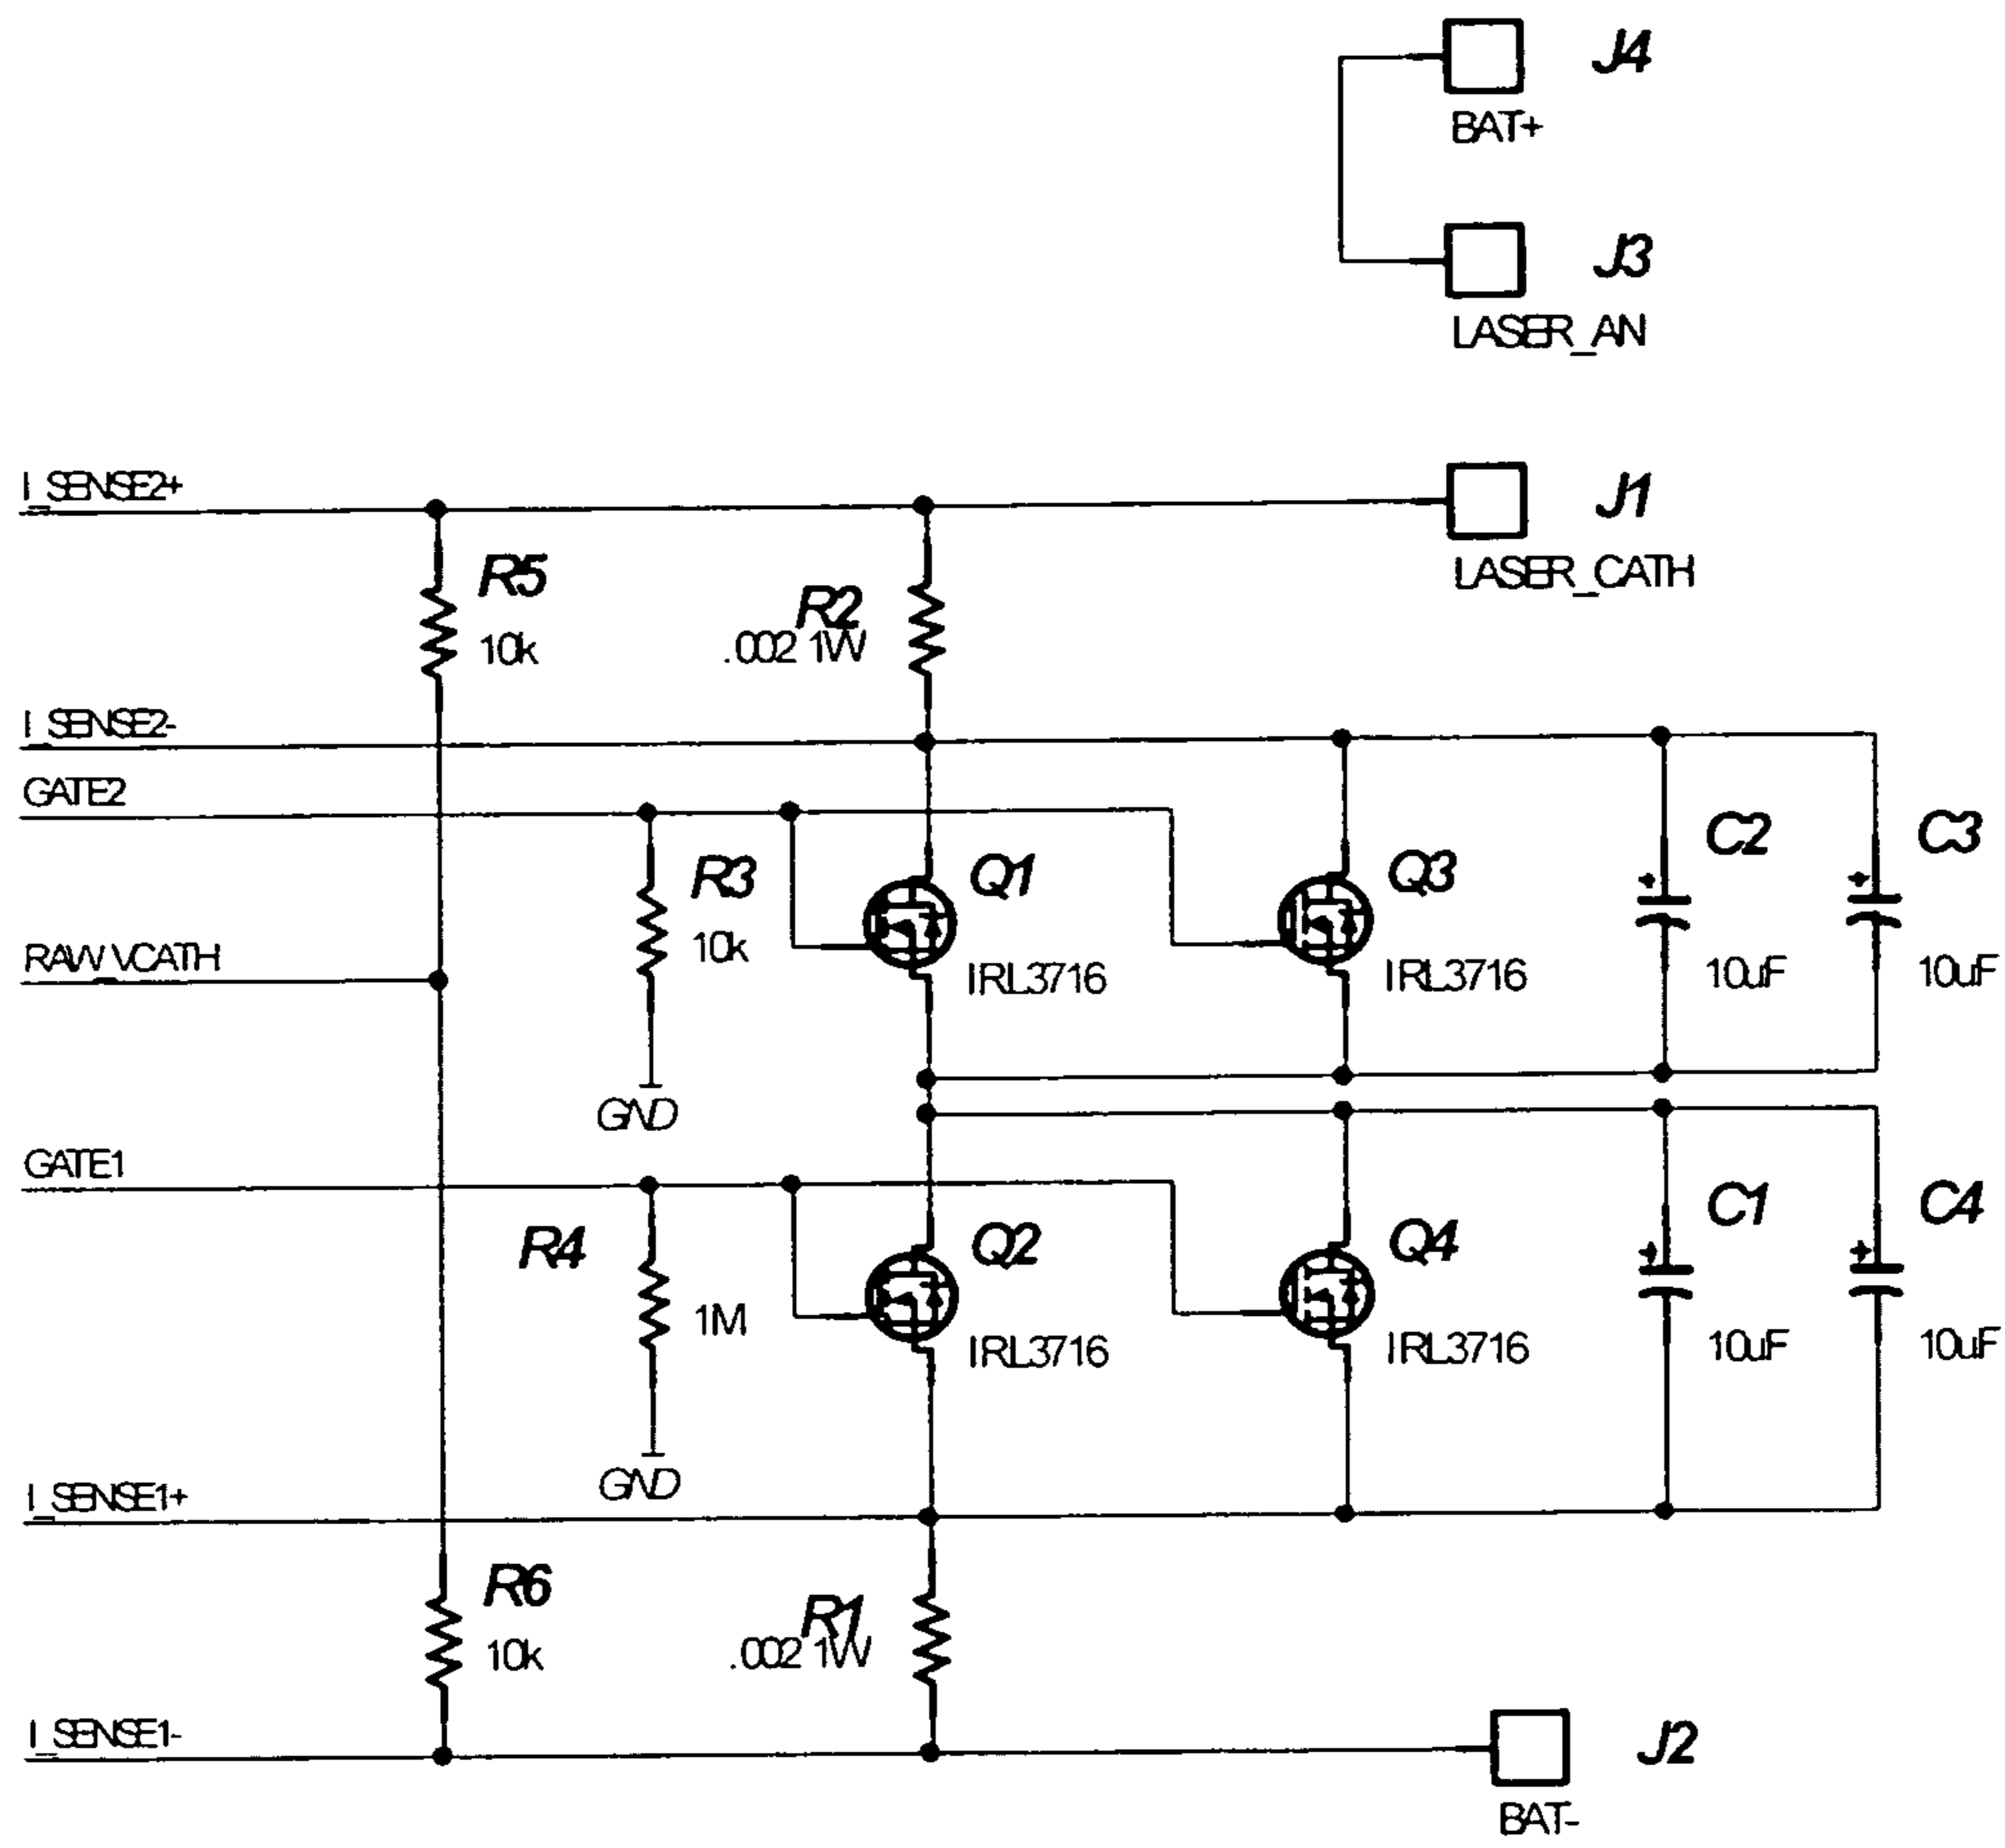 J4
BAT+
J3
LASER_AN
I_SENSE2+
J1
LASER_CATH
R5
10k
R2
.002 1W
I_SENSE2-
GATE2
C2
C3
R3
10k
Q1
Q3
RAW_VCATH
IRL3716
IRL3716
10uF
10uF
GND
GATE1
C1
C4
R4
1M
Q2
Q4
IRL3716
IRL3716
10uF
10uF
GND
I_SENSE1+
R6
10k
R1
.002 1W
I_SENSE1-
J2
BAT-
+
+
+
+